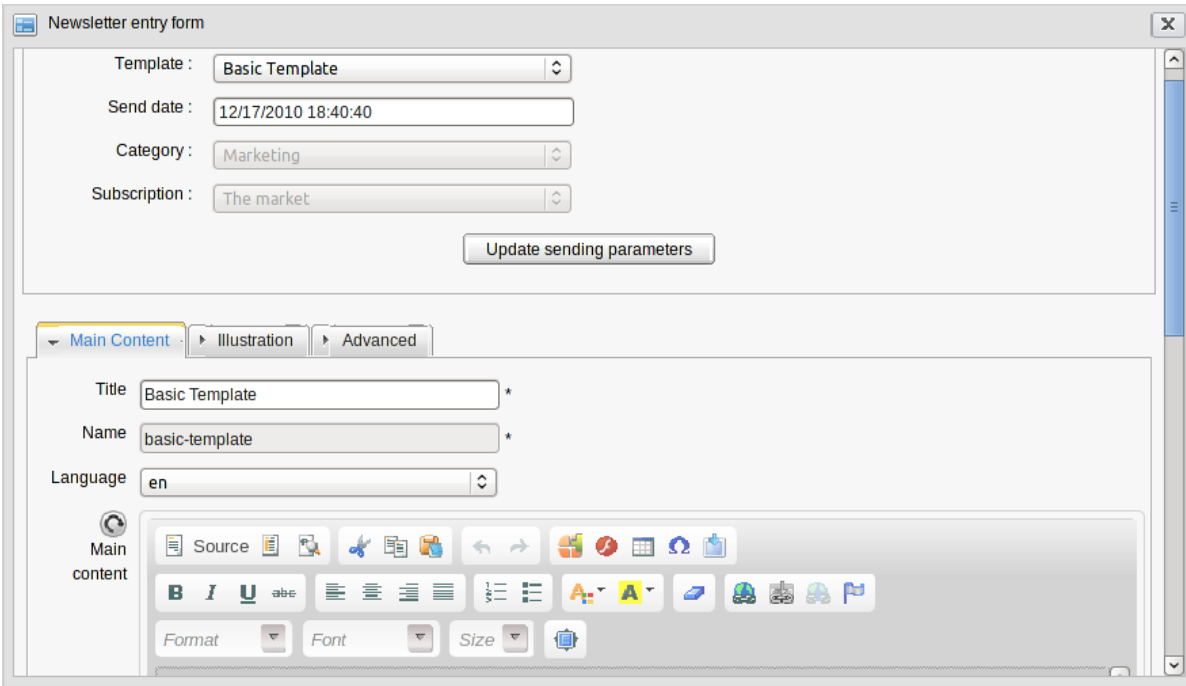 Newsletter entry form
Template :
Basic Template
Send date :
12/17/2010 18:40:40
Category :
Marketing
Subscription :
The market
Update sending parameters
Main Content
Illustration
Advanced
Title
Basic Template
*
Name
basic-template
*
Language
en
Main
content
Source
B I U abc
A A
Format
Font
Size